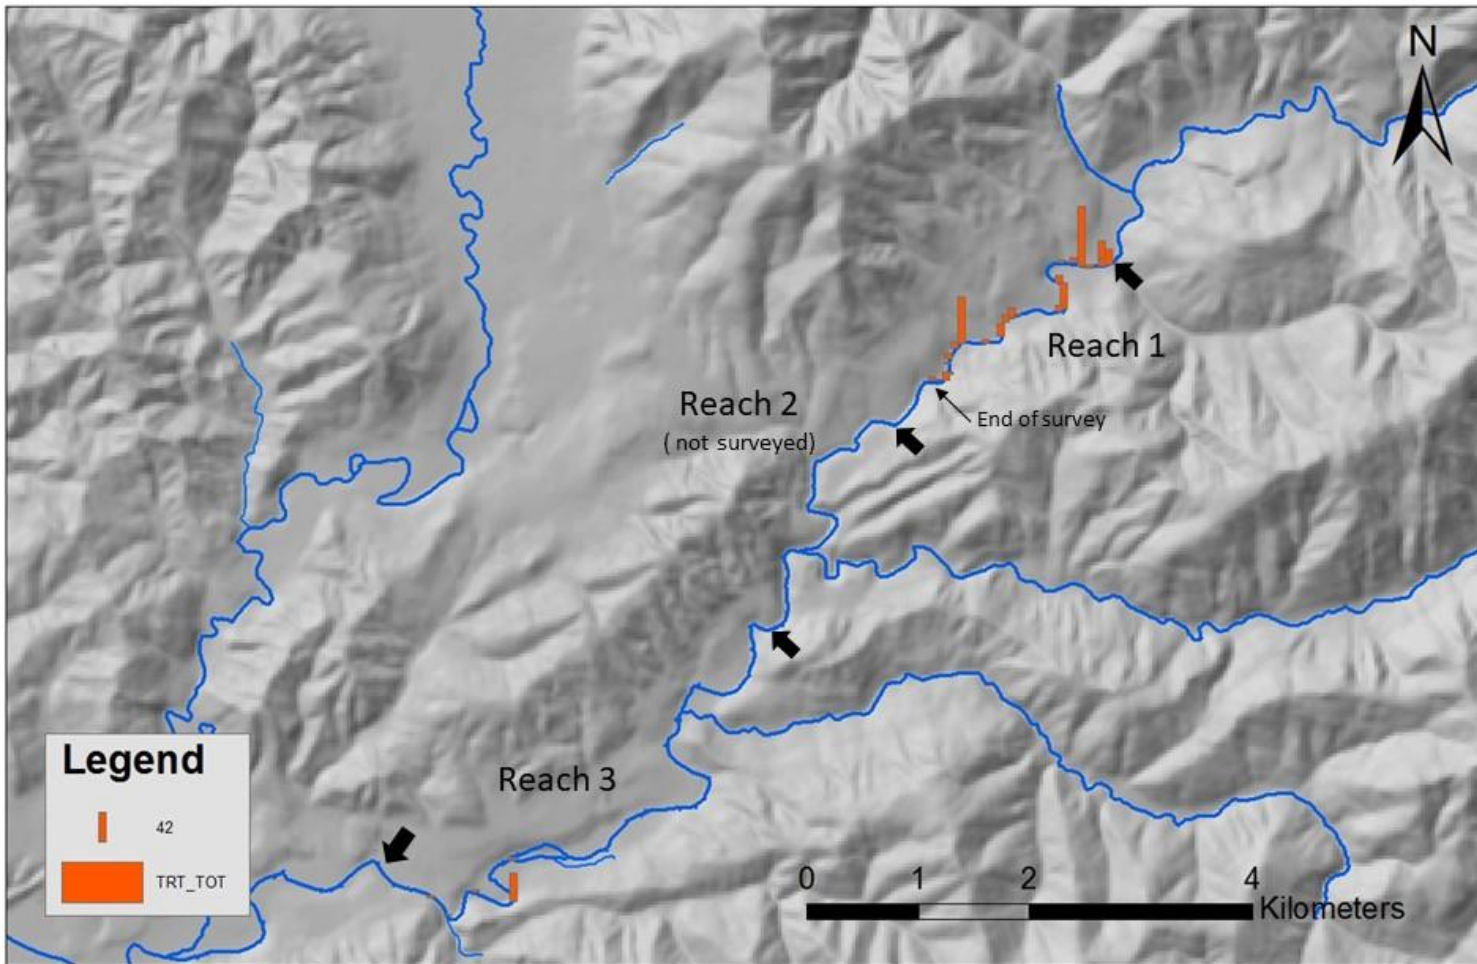 N
Reach 1
Reach 2
( not surveyed)
End of survey
Reach 3
Legend
42
TRT_TOT
0 1 2 4
Kilometers